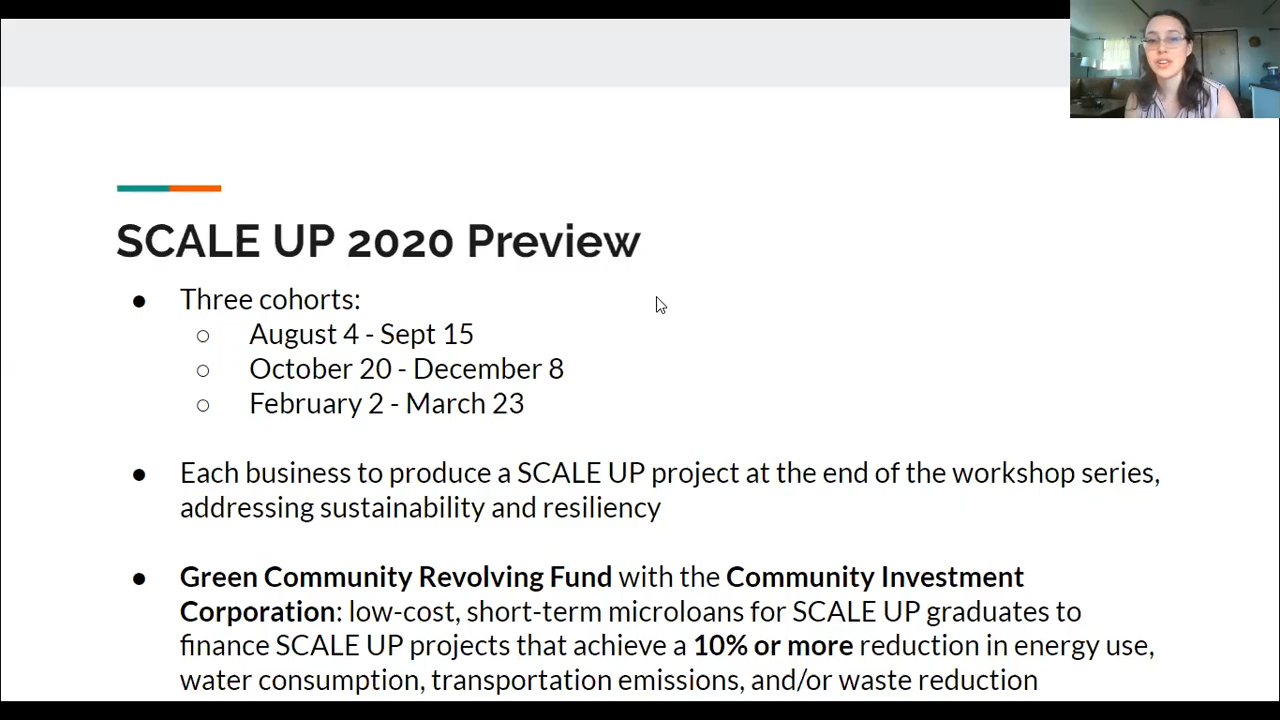 SCALE UP 2020 Preview
● Three cohorts:
○ August 4 - Sept 15
○ October 20 - December 8
○ February 2 - March 23
● Each business to produce a SCALE UP project at the end of the workshop series,
addressing sustainability and resiliency
● Green Community Revolving Fund with the Community Investment
Corporation: low-cost, short-term microloans for SCALE UP graduates to
finance SCALE UP projects that achieve a 10% or more reduction in energy use,
water consumption, transportation emissions, and/or waste reduction